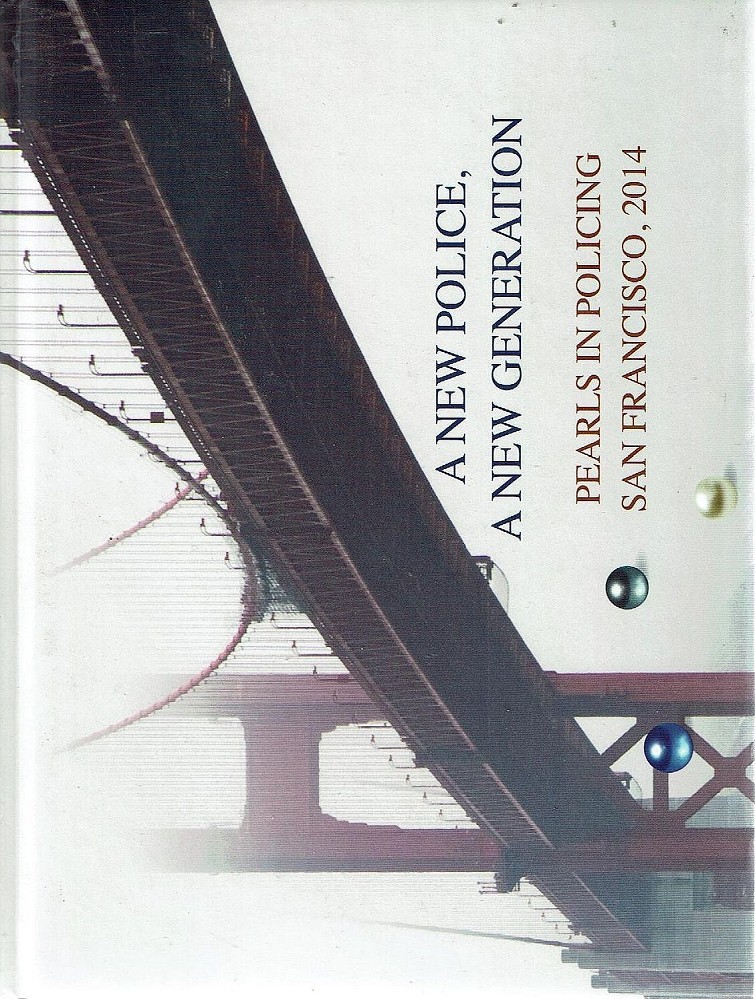 A NEW POLICE,
A NEW GENERATION
PEARLS IN POLICING
SAN FRANCISCO, 2014